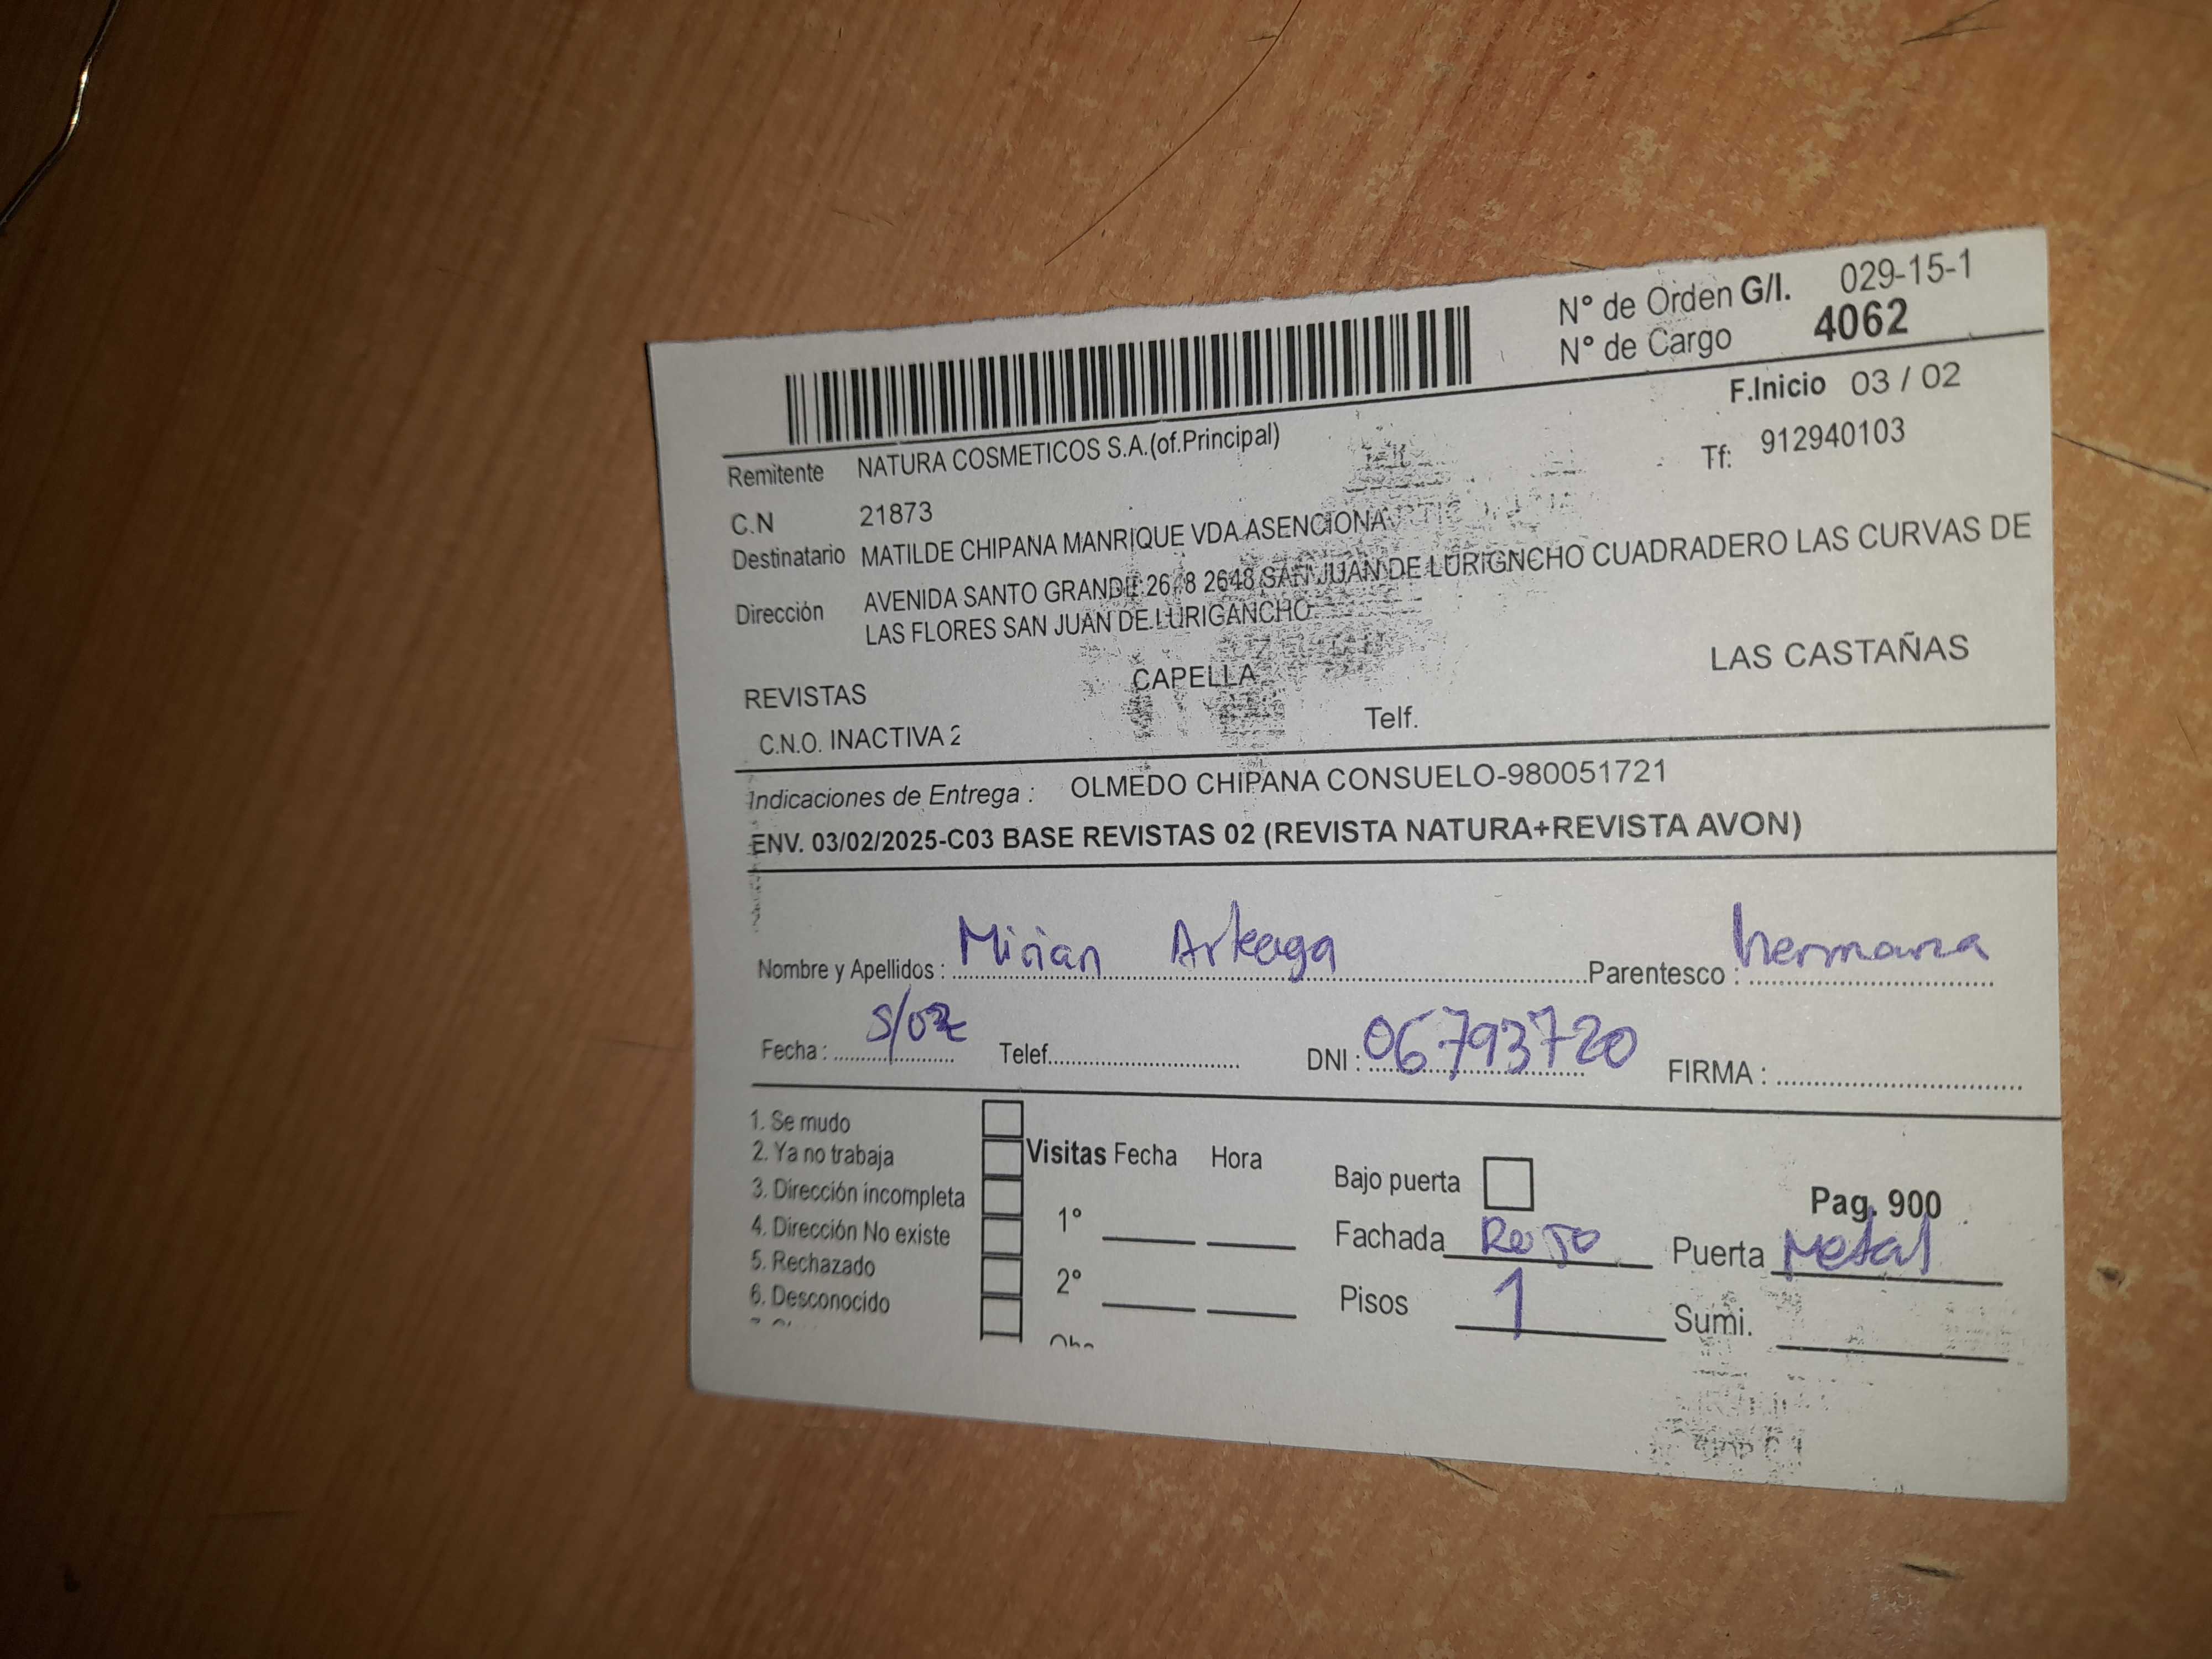 N° de Orden G/I. 029-15-1
N° de Cargo 4062
F.Inicio 03 / 02
Remitente NATURA COSMETICOS S.A.(of.Principal)
Tf: 912940103
C.N 21873
Destinatario MATILDE CHIPANA MANRIQUE VDA ASENCIONA
Dirección AVENIDA SANTO GRANDE 2648 2648 SAN JUAN DE LURIGNCHO CUADRADERO LAS CURVAS DE
LAS FLORES SAN JUAN DE LURIGANCHO
REVISTAS CAPELLA LAS CASTAÑAS
C.N.O. INACTIVA 2 Telf.
Indicaciones de Entrega : OLMEDO CHIPANA CONSUELO-980051721
ENV. 03/02/2025-C03 BASE REVISTAS 02 (REVISTA NATURA+REVISTA AVON)
Nombre y Apellidos : Mirian Arteaga Parentesco : hermana
Fecha : 5/02 Telef. DNI : 06793720 FIRMA :
1. Se mudo
2. Ya no trabaja
3. Dirección incompleta
4. Dirección No existe
5. Rechazado
6. Desconocido
Visitas Fecha Hora
1°
2°
Bajo puerta
Pag. 900
Fachada Rojo Puerta Metal
Pisos 1 Sumi.